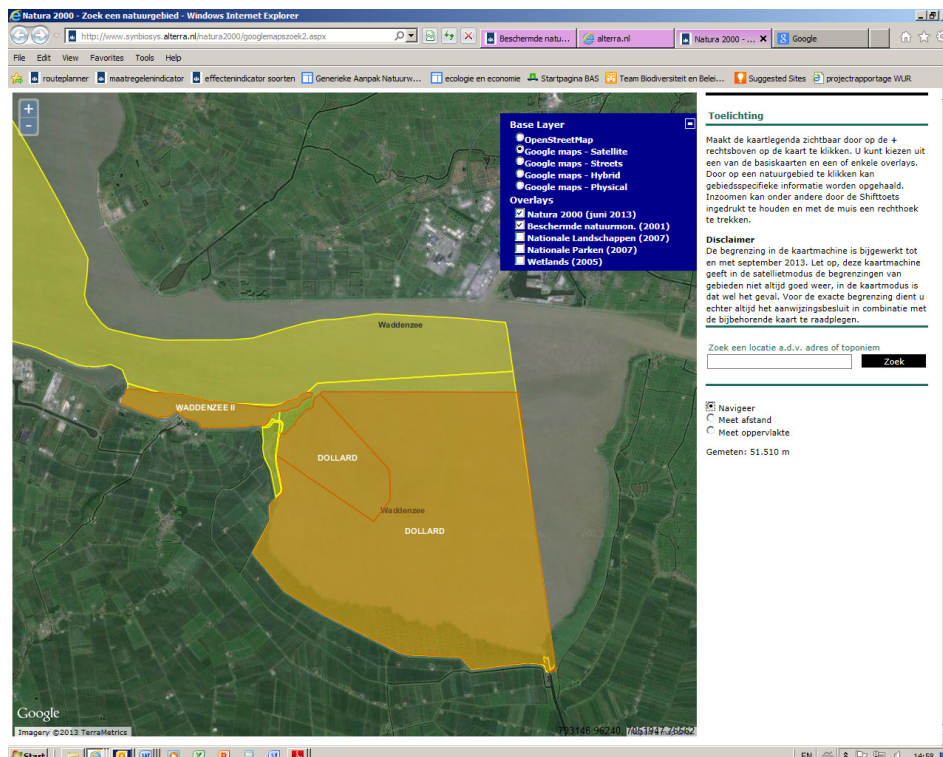 Natura 2000 - Zoek een natuurgebied - Windows Internet Explorer
http://www.synbiosys.alterra.nl/natura2000/googlemapszoek2.aspx
Beschermde natu...
alterra.nl
Natura 2000 - ...
Google
File Edit View Favorites Tools Help
routeplanner maatregelenindicator effectenindicator soorten Generieke Aanpak Natuurw... ecologie en economie Startpagina BAS Team Biodiversiteit en Belei... Suggested Sites projectrapportage WUR
+
-
Base Layer
OpenStreetMap
Google maps - Satellite
Google maps - Streets
Google maps - Hybrid
Google maps - Physical
Overlays
Natura 2000 (juni 2013)
Beschermde natuurmon. (2001)
Nationale Landschappen (2007)
Nationale Parken (2007)
Wetlands (2005)
Waddenzee
WADDENZEE II
DOLLARD
Waddenzee
DOLLARD
Google
Imagery ©2013 TerraMetrics
Toelichting
Maakt de kaartlegenda zichtbaar door op de +
rechtsboven op de kaart te klikken. U kunt kiezen uit
een van de basiskaarten en een of enkele overlays.
Door op een natuurgebied te klikken kan
gebiedsspecifieke informatie worden opgehaald.
Inzoomen kan onder andere door de Shifttoets
ingedrukt te houden en met de muis een rechthoek
te trekken.
Disclaimer
De begrenzing in de kaartmachine is bijgewerkt tot
en met september 2013. Let op, deze kaartmachine
geeft in de satellietmodus de begrenzingen van
gebieden niet altijd goed weer, in de kaartmodus is
dat wel het geval. Voor de exacte begrenzing dient u
echter altijd het aanwijzingsbesluit in combinatie met
de bijbehorende kaart te raadplegen.
Zoek een locatie a.d.v. adres of toponiem
Zoek
Navigeer
Meet afstand
Meet oppervlakte
Gemeten: 51.510 m
Start
EN
14:58